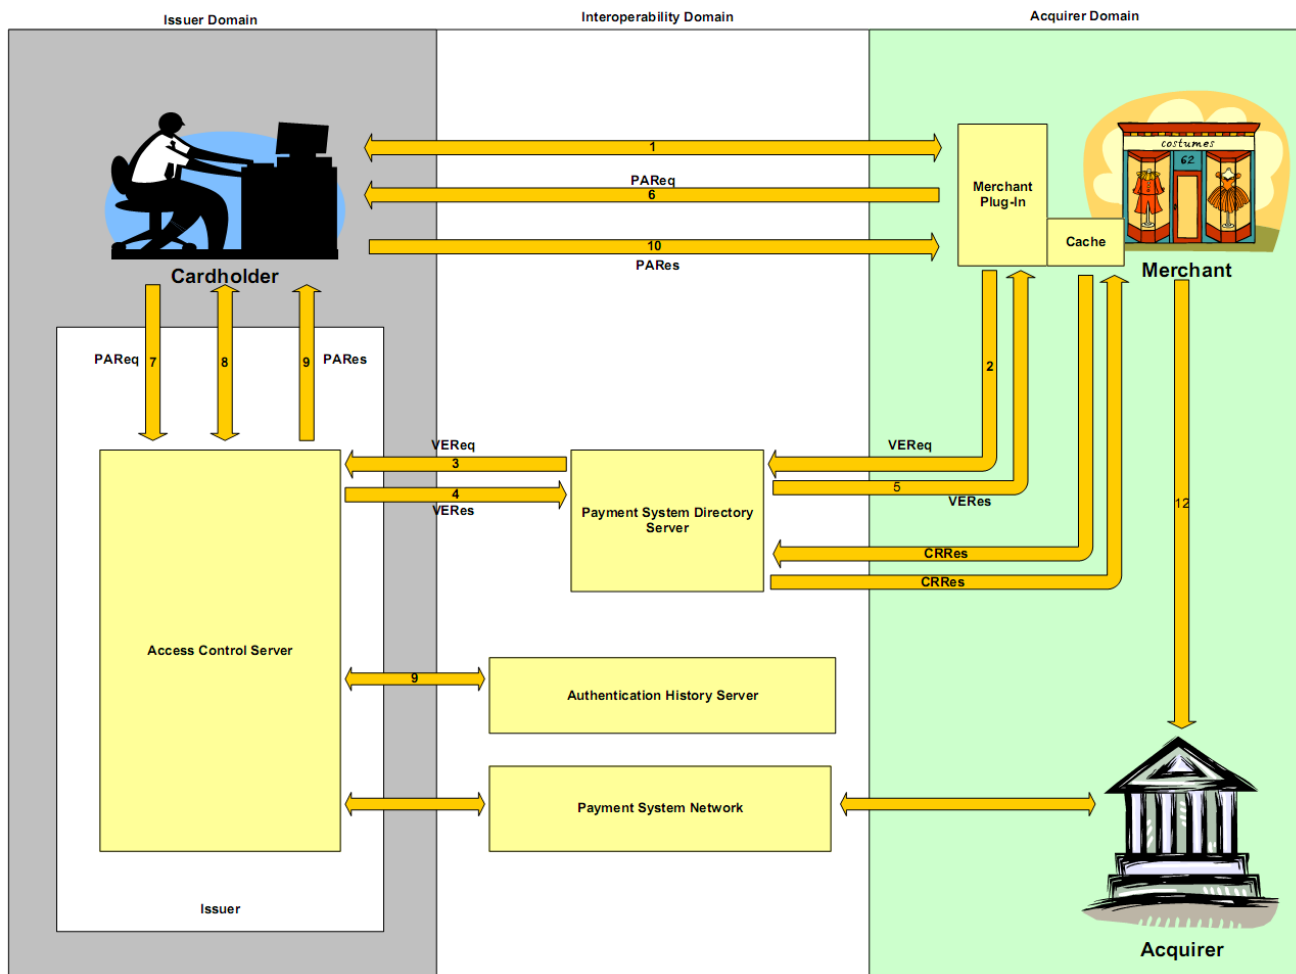 Issuer Domain
Interoperability Domain
Acquirer Domain
costumes
62
1
Merchant
Plug-In
PAReq
6
Cache
10
PARes
Cardholder
Merchant
PAReq
7
8
9
PARes
2
VEReq
3
VEReq
4
VERes
5
VERes
12
Payment System Directory
Server
CRRes
CRRes
Access Control Server
9
Authentication History Server
Payment System Network
Issuer
Acquirer